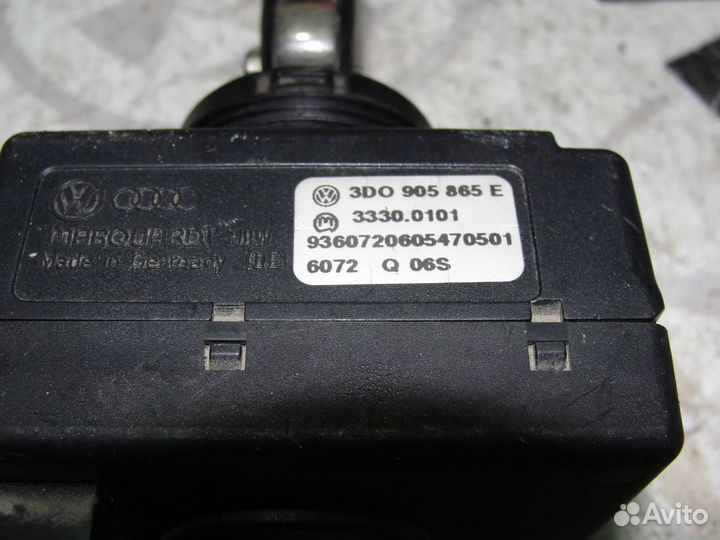 MARQUARDT
Made in Germany
3D0 905 865 E
3330.0101
9360720605470501
6072 Q 06S
Avito